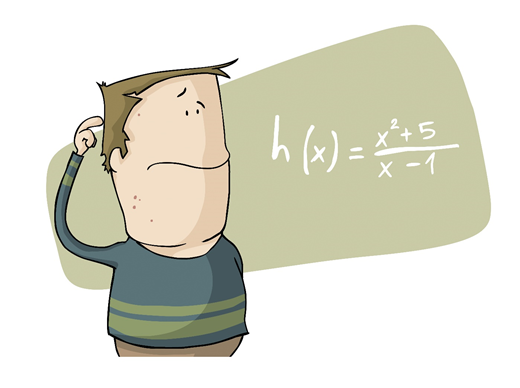 h(x) = x²+5
x-1